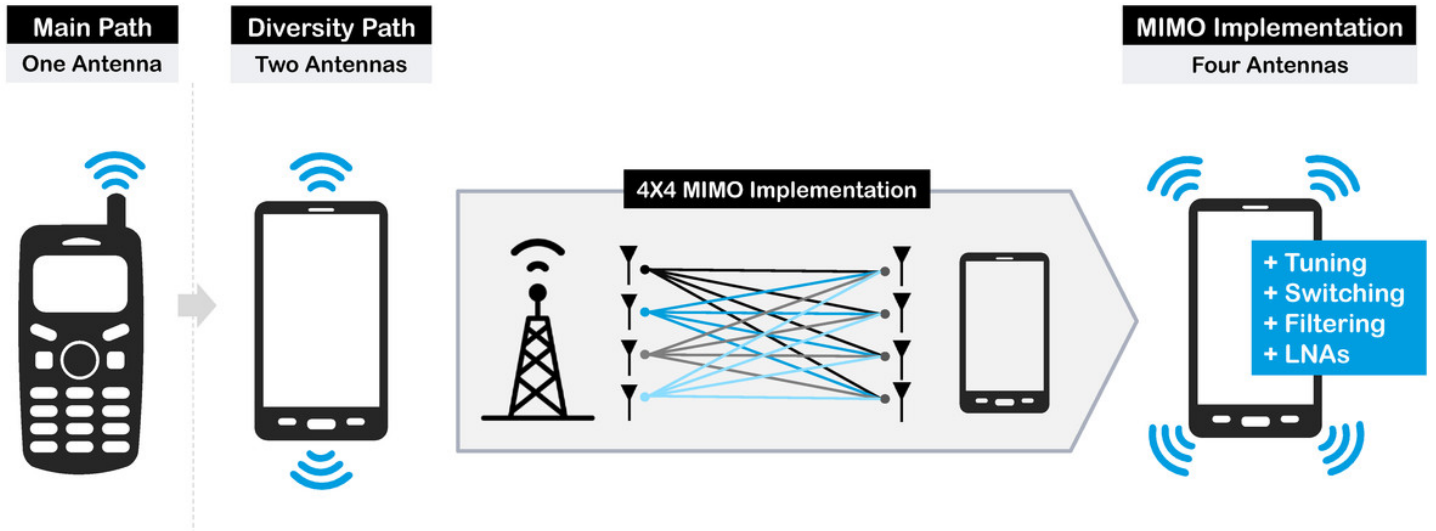 Main Path
One Antenna
Diversity Path
Two Antennas
4X4 MIMO Implementation
MIMO Implementation
Four Antennas
+ Tuning
+ Switching
+ Filtering
+ LNAs